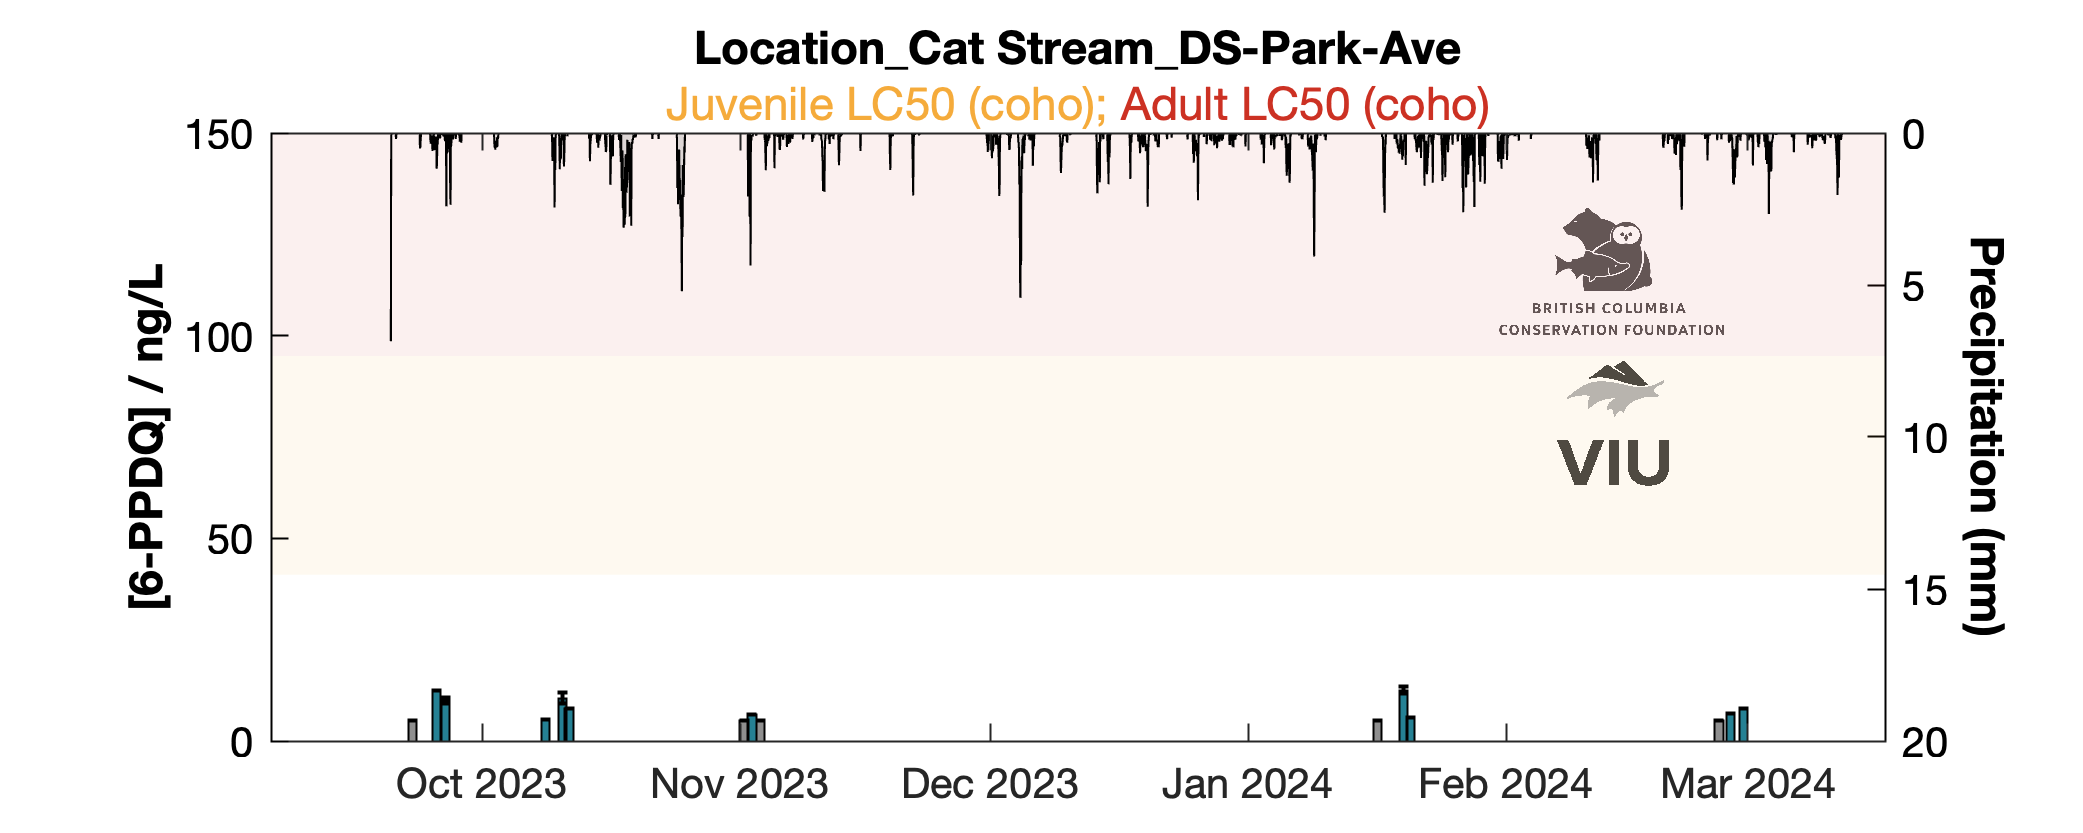 Location_Cat Stream_DS-Park-Ave
Juvenile LC50 (coho); Adult LC50 (coho)
150
100
50
0
[6-PPDQ] / ng/L
0
5
10
15
20
Precipitation (mm)
BRITISH COLUMBIA
CONSERVATION FOUNDATION
VIU
Oct 2023
Nov 2023
Dec 2023
Jan 2024
Feb 2024
Mar 2024